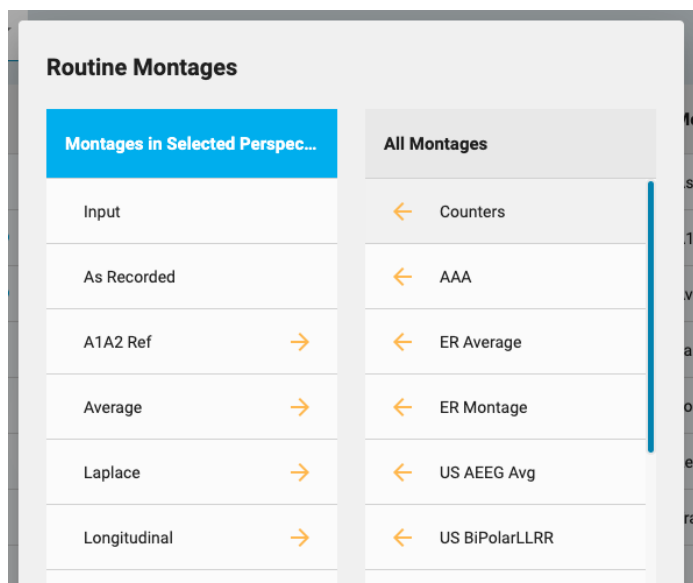 Routine Montages
Montages in Selected Perspec...
Input
As Recorded
A1A2 Ref
Average
Laplace
Longitudinal
All Montages
Counters
AAA
ER Average
ER Montage
US AEEG Avg
US BiPolarLLRR